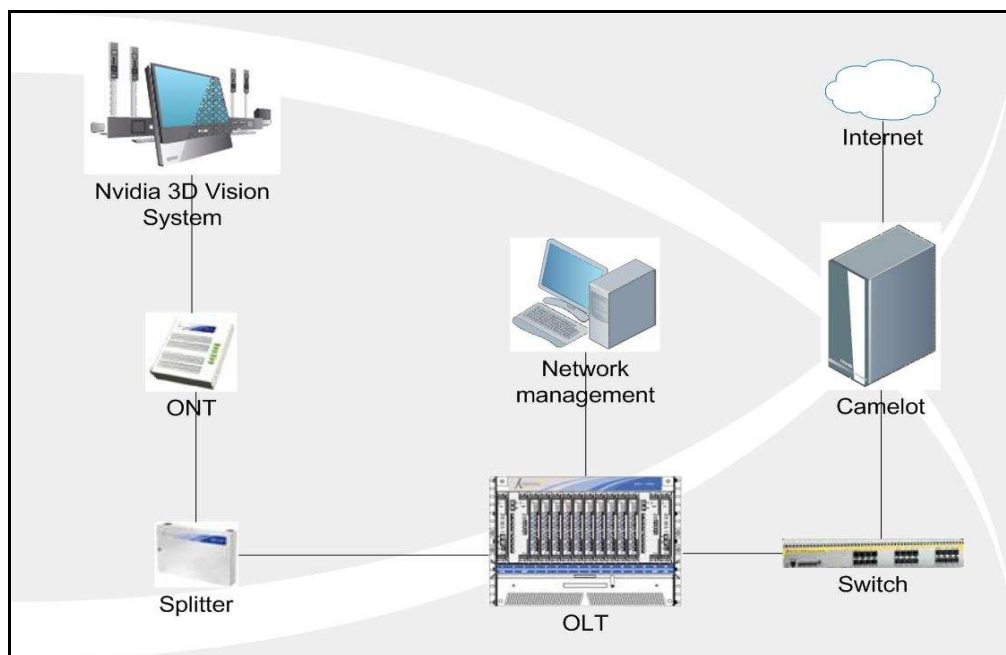 Internet
Nvidia 3D Vision
System
Network
management
ONT
Camelot
Splitter
OLT
Switch